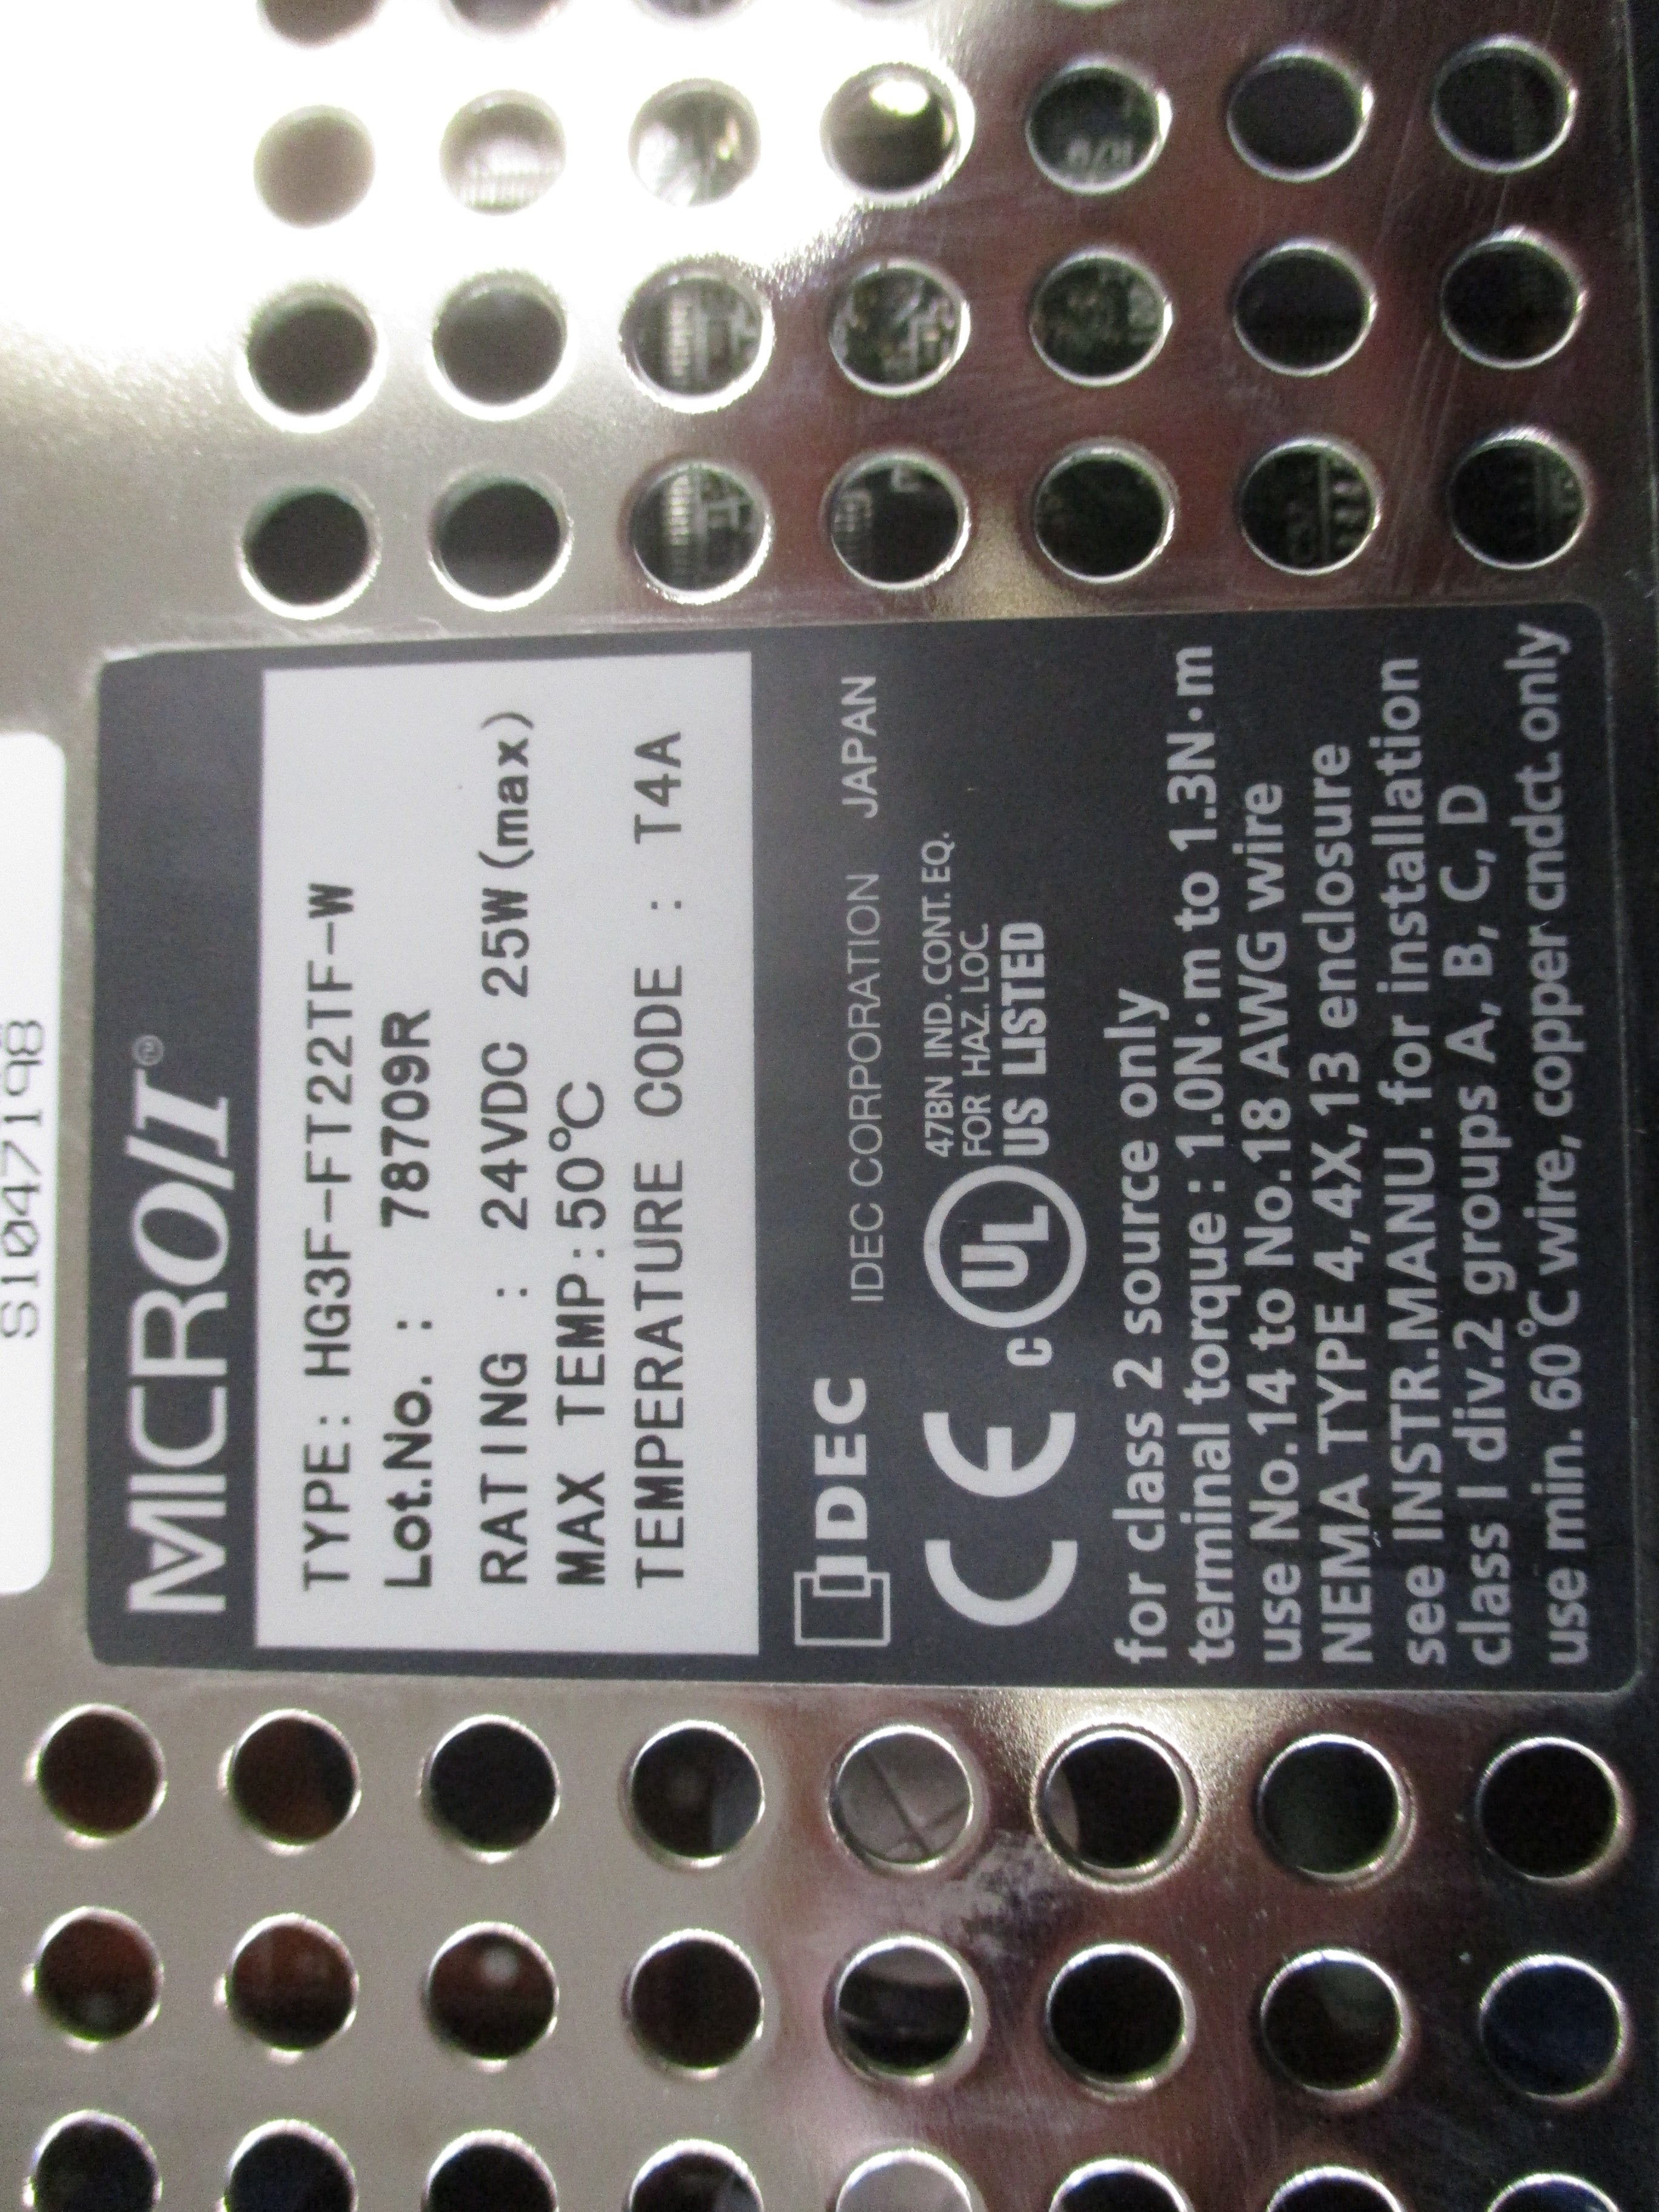 S1047198
MICRO/I
TYPE: HG3F-FT22TF-W
Lot.No. : 78709R
RATING : 24VDC 25W(max)
MAX TEMP:50℃
TEMPERATURE CODE : T4A
IDEC IDEC CORPORATION JAPAN
47BN IND. CONT. EQ.
FOR HAZ. LOC.
CE c UL US LISTED
for class 2 source only
terminal torque : 1.0N·m to 1.3N·m
use No.14 to No.18 AWG wire
NEMA TYPE 4,4X,13 enclosure
see INSTR.MANU. for installation
class I div.2 groups A, B, C, D
use min. 60°C wire, copper cndct. only